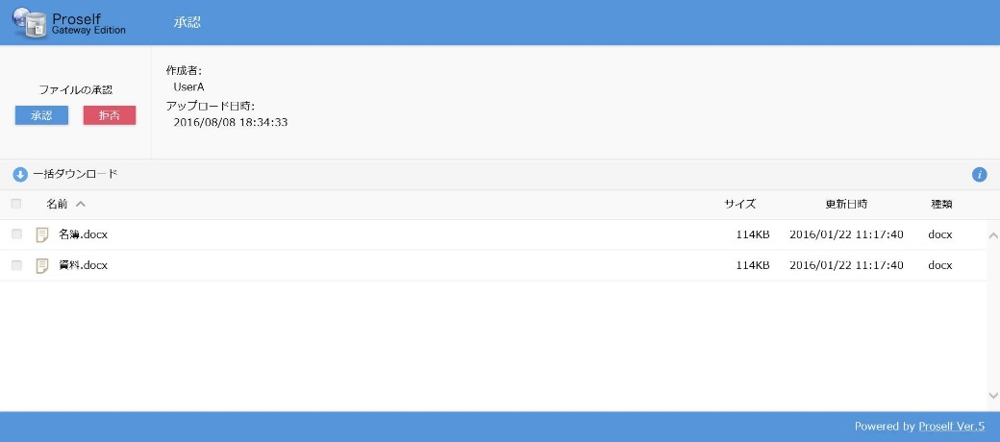 Proself
Gateway Edition
承認
ファイルの承認
承認 拒否
作成者:
UserA
アップロード日時:
2016/08/08 18:34:33
一括ダウンロード
名前 サイズ 更新日時 種類
名簿.docx 114KB 2016/01/22 11:17:40 docx
資料.docx 114KB 2016/01/22 11:17:40 docx
Powered by Proself Ver.5